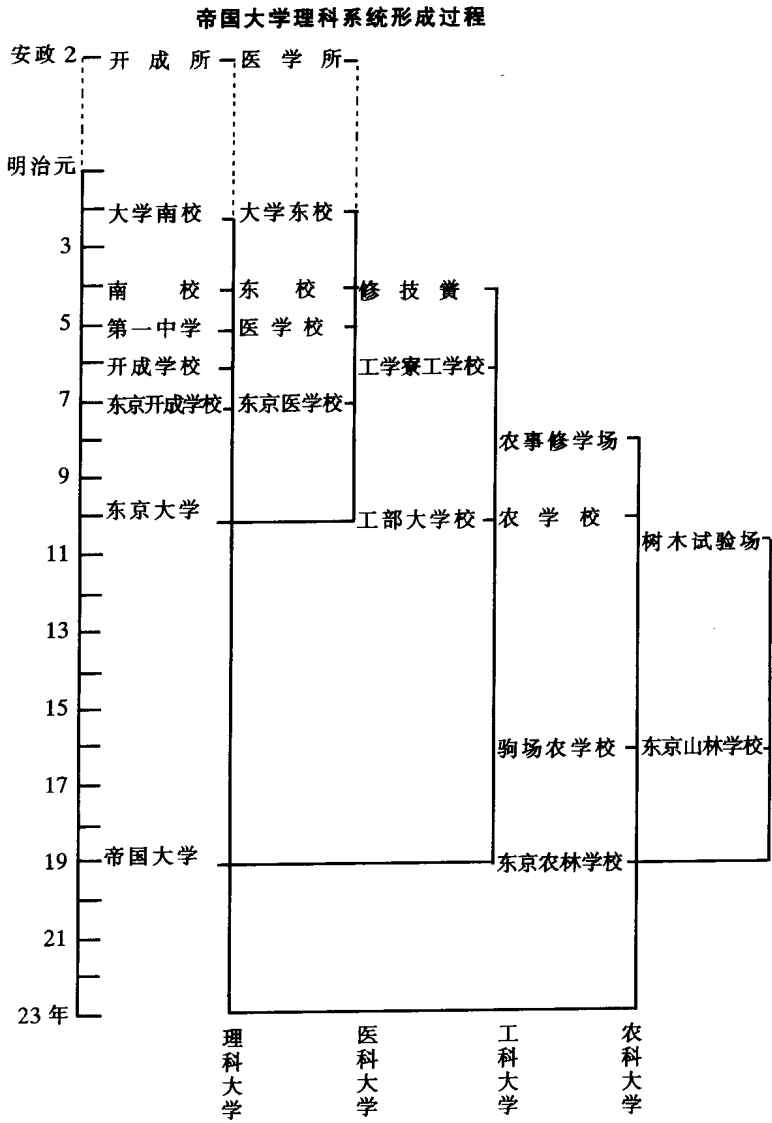 帝国大学理科系统形成过程
安政2 开成所 医学所
明治元
大学南校 大学东校
3
南校 东校 修技黉
5 第一中学 医学校
开成学校 工学寮工学校
7 东京开成学校 东京医学校
农事修学场
9
东京大学 工部大学校 农学校
树木试验场
11
13
15
驹场农学校 东京山林学校
17
19 帝国大学 东京农林学校
21
23年
理科大学
医科大学
工科大学
农科大学